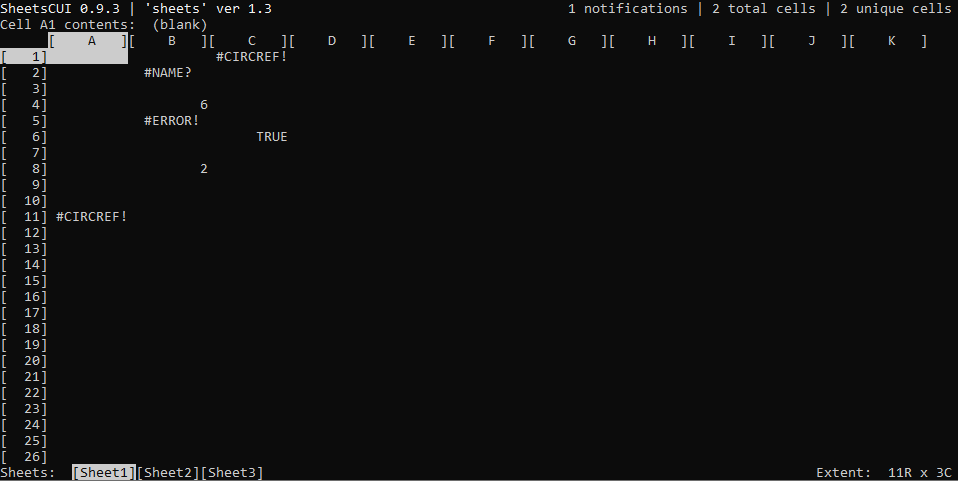 SheetsCUI 0.9.3 | 'sheets' ver 1.3 1 notifications | 2 total cells | 2 unique cells
Cell A1 contents: (blank)
[ A ][ B ][ C ][ D ][ E ][ F ][ G ][ H ][ I ][ J ][ K ]
[ 1] #CIRCREF!
[ 2] #NAME?
[ 3]
[ 4] 6
[ 5] #ERROR!
[ 6] TRUE
[ 7]
[ 8] 2
[ 9]
[ 10]
[ 11] #CIRCREF!
[ 12]
[ 13]
[ 14]
[ 15]
[ 16]
[ 17]
[ 18]
[ 19]
[ 20]
[ 21]
[ 22]
[ 23]
[ 24]
[ 25]
[ 26]
Sheets: [Sheet1][Sheet2][Sheet3] Extent: 11R x 3C